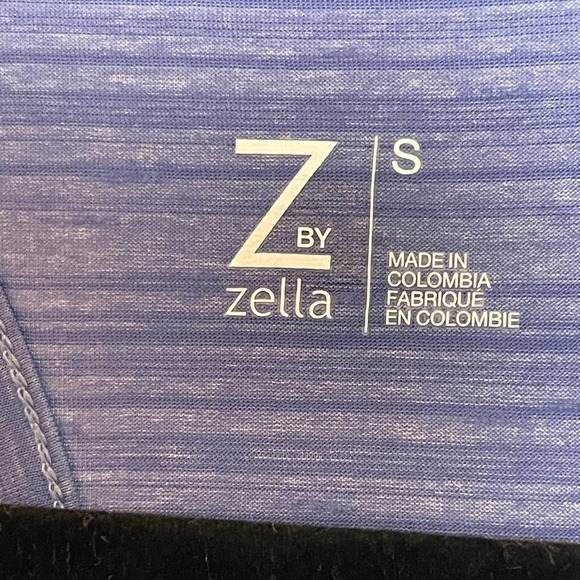 Z BY
zella
S
MADE IN
COLOMBIA
FABRIQUÉ
EN COLOMBIE